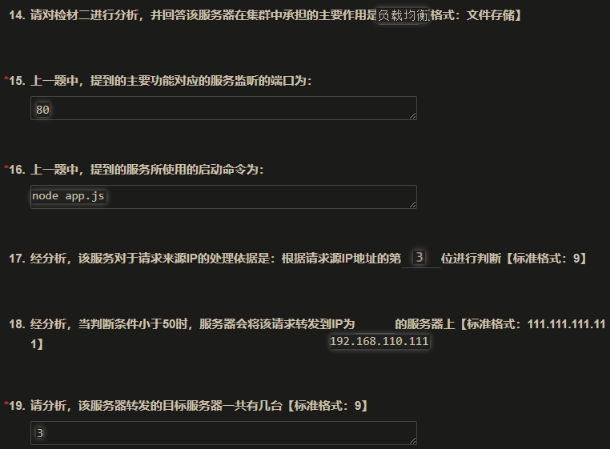 14. 请对检材二进行分析，并回答该服务器在集群中承担的主要作用是负载均衡格式：文件存储】
*15. 上一题中，提到的主要功能对应的服务监听的端口为：
80
*16. 上一题中，提到的服务所使用的启动命令为：
node app.js
17. 经分析，该服务对于请求来源IP的处理依据是：根据请求源IP地址的第 3 位进行判断【标准格式：9】
18. 经分析，当判断条件小于50时，服务器会将该请求转发到IP为 的服务器上【标准格式：111.111.111.11
1】
192.168.110.111
*19. 请分析，该服务器转发的目标服务器一共有几台【标准格式：9】
3